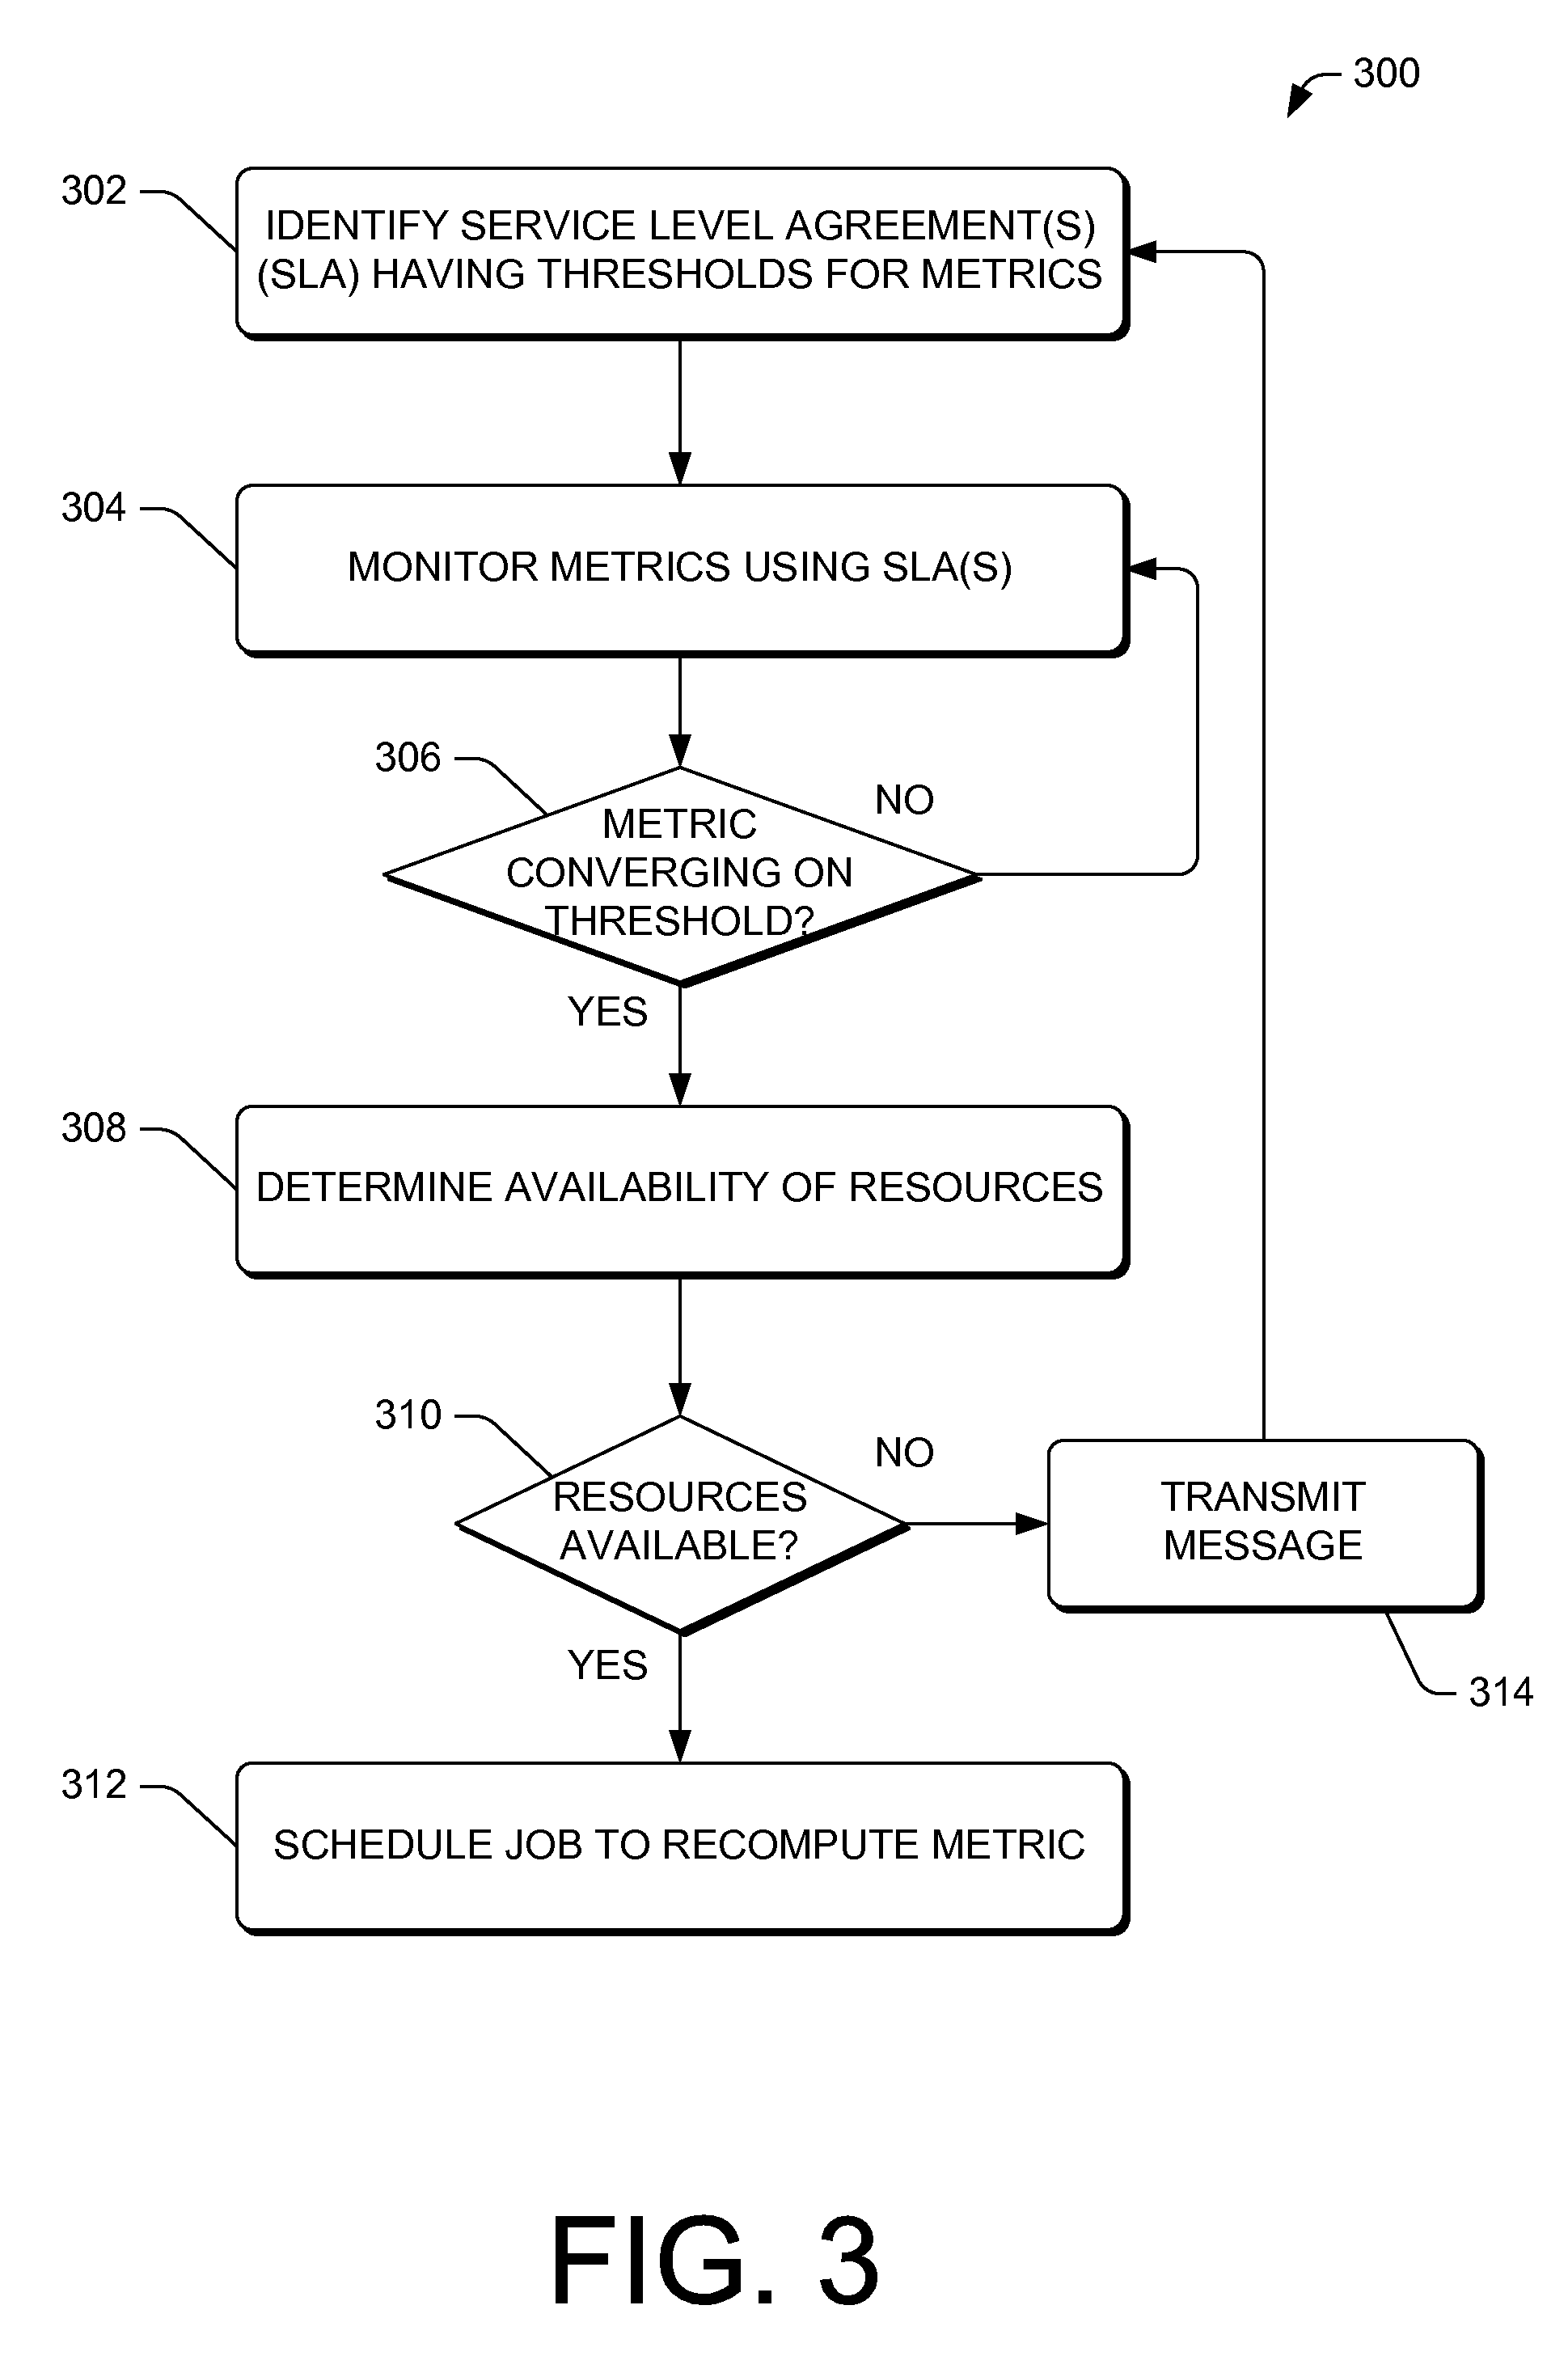 300
302
IDENTIFY SERVICE LEVEL AGREEMENT(S)
(SLA) HAVING THRESHOLDS FOR METRICS
304
MONITOR METRICS USING SLA(S)
306
NO
METRIC
CONVERGING ON
THRESHOLD?
YES
308
DETERMINE AVAILABILITY OF RESOURCES
310
NO
RESOURCES
AVAILABLE?
TRANSMIT
MESSAGE
YES
314
312
SCHEDULE JOB TO RECOMPUTE METRIC
FIG. 3